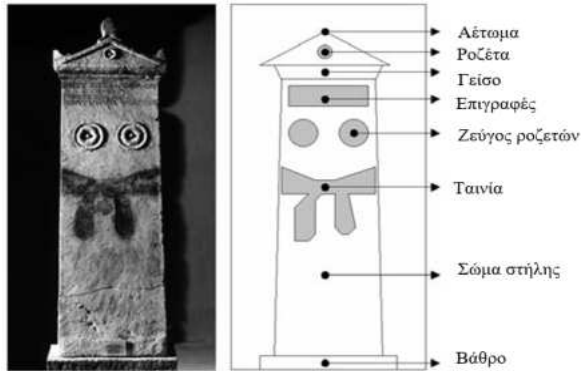 Αέτωμα
Ροζέτα
Γείσο
Επιγραφές
Ζεύγος ροζετών
Ταινία
Σώμα στήλης
Βάθρο